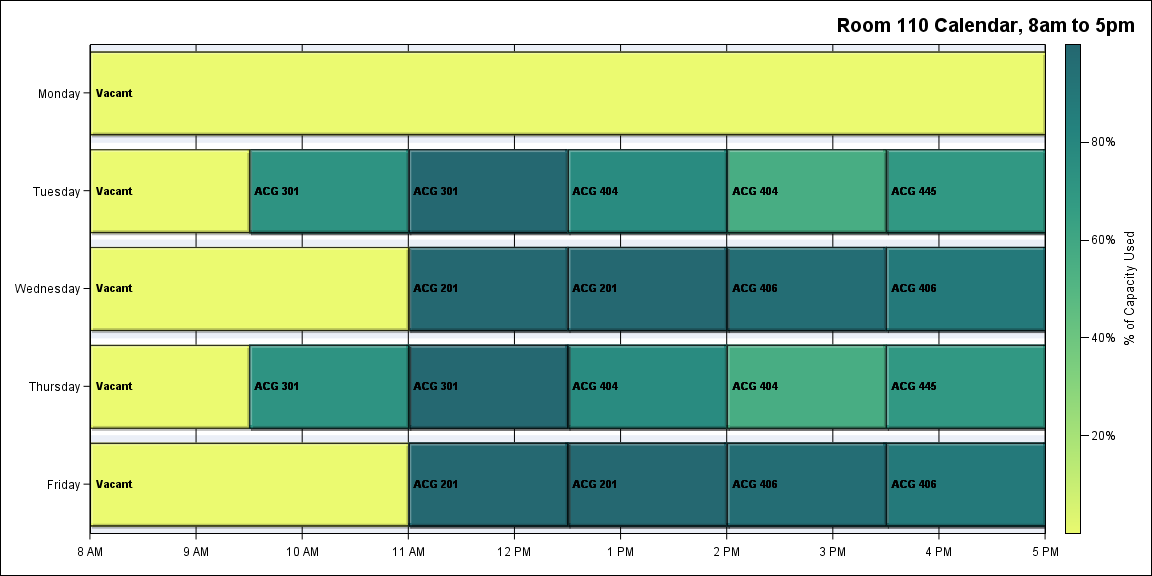 Room 110 Calendar, 8am to 5pm
Monday
Vacant
Tuesday
Vacant
ACG 301
ACG 301
ACG 404
ACG 404
ACG 445
Wednesday
Vacant
ACG 201
ACG 201
ACG 406
ACG 406
Thursday
Vacant
ACG 301
ACG 301
ACG 404
ACG 404
ACG 445
Friday
Vacant
ACG 201
ACG 201
ACG 406
ACG 406
8 AM
9 AM
10 AM
11 AM
12 PM
1 PM
2 PM
3 PM
4 PM
5 PM
80%
60%
40%
20%
% of Capacity Used